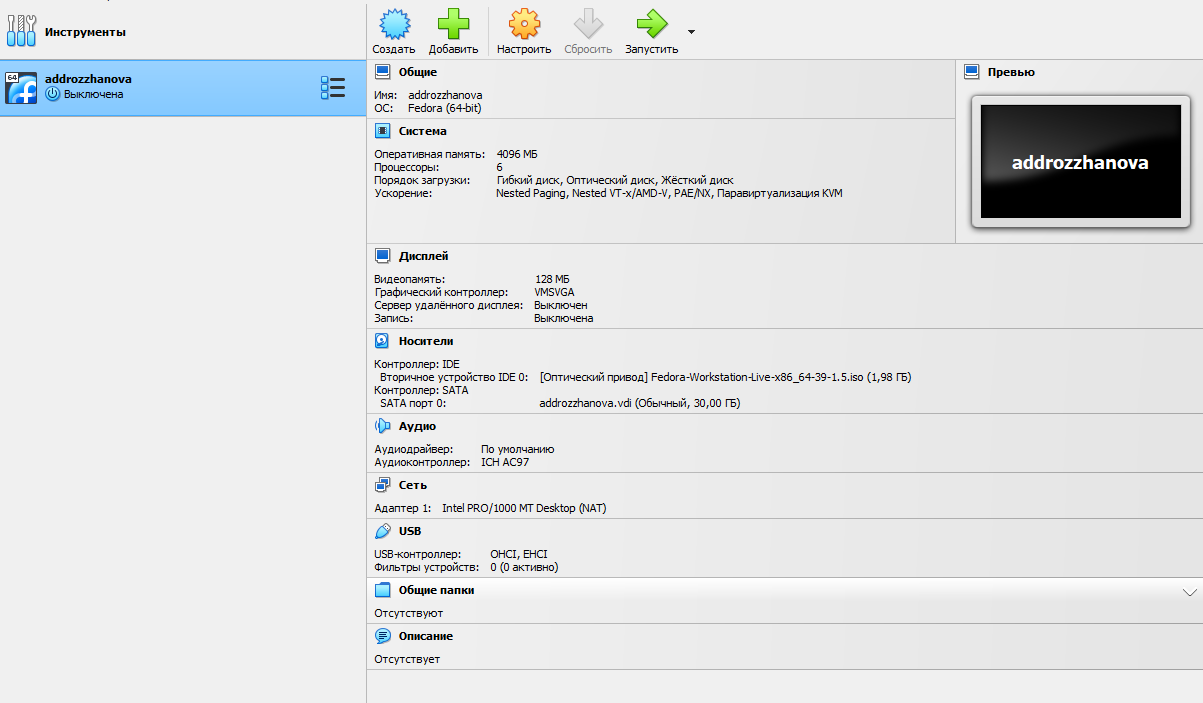 Инструменты
64
addrozzhanova
Выключена
Создать Добавить Настроить Сбросить Запустить
Общие
Имя: addrozzhanova
ОС: Fedora (64-bit)
Превью
addrozzhanova
Система
Оперативная память: 4096 МБ
Процессоры: 6
Порядок загрузки: Гибкий диск, Оптический диск, Жёсткий диск
Ускорение: Nested Paging, Nested VT-x/AMD-V, PAE/NX, Паравиртуализация KVM
Дисплей
Видеопамять: 128 МБ
Графический контроллер: VMSVGA
Сервер удалённого дисплея: Выключен
Запись: Выключена
Носители
Контроллер: IDE
Вторичное устройство IDE 0: [Оптический привод] Fedora-Workstation-Live-x86_64-39-1.5.iso (1,98 ГБ)
Контроллер: SATA
SATA порт 0: addrozzhanova.vdi (Обычный, 30,00 ГБ)
Аудио
Аудиодрайвер: По умолчанию
Аудиоконтроллер: ICH AC97
Сеть
Адаптер 1: Intel PRO/1000 MT Desktop (NAT)
USB
USB-контроллер: OHCI, EHCI
Фильтры устройств: 0 (0 активно)
Общие папки
Отсутствуют
Описание
Отсутствует